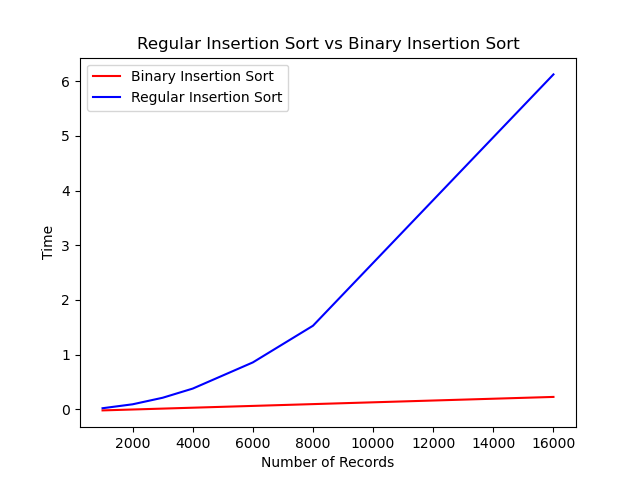 Regular Insertion Sort vs Binary Insertion Sort
Binary Insertion Sort
Regular Insertion Sort
6
5
4
3
2
1
0
Time
2000 4000 6000 8000 10000 12000 14000 16000
Number of Records